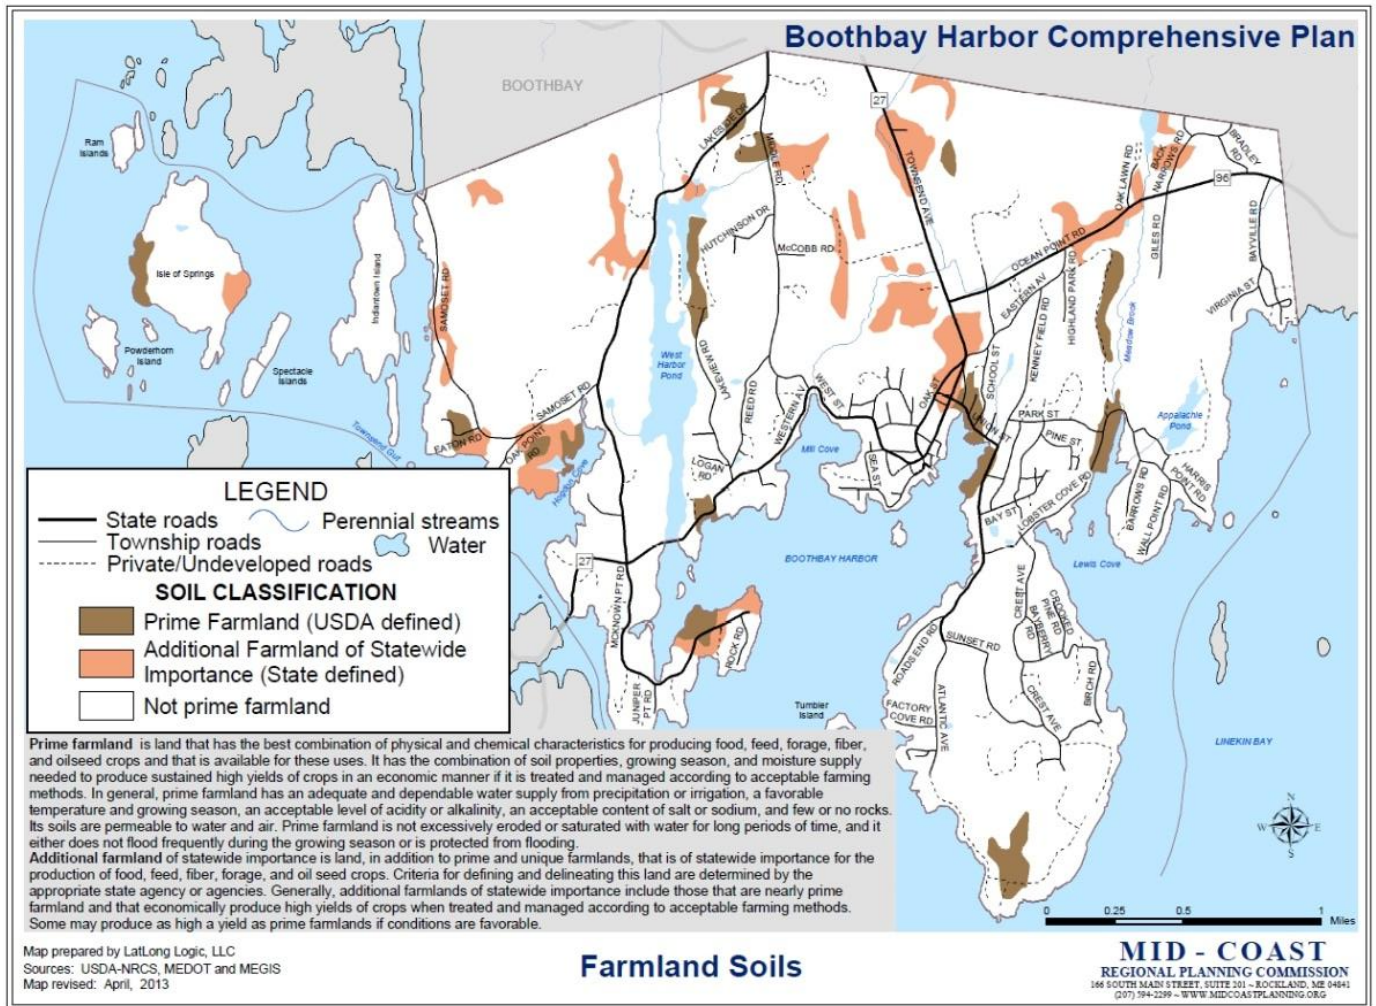 Boothbay Harbor Comprehensive Plan
BOOTHBAY
27
LAKESIDE DR
MIDDLE RD
TOWNSEND AVE
OAK LAWN RD
BACK
NARROWS RD
BRADLEY
RD
96
Ram
Islands
Isle of Springs
Indiantown Island
SAMOSET RD
HUTCHINSON DR
McCOBB RD
OCEAN POINT RD
GILES RD
BAYVILLE RD
EASTERN AV
HIGHLAND PARK RD
KENNEY FIELD RD
VIRGINIA ST
Meadow Brook
Powderhorn
Island
Spectacle
Islands
West
Harbor
Pond
LAKEVIEW RD
REED RD
WESTERN AV
WEST ST
OAK ST
SCHOOL ST
SAMOSET RD
Townsend Gut
EATON RD
OAK POINT
RD
Hogdon Cove
LOGAN
RD
Mill Cove
SEA ST
UNION ST
PARK ST
PINE ST
Appalachie
Pond
HARRIS
POINT RD
BARROWS RD
WALL POINT RD
BAY ST
LOBSTER COVE RD
BOOTHBAY HARBOR
Lewis Cove
27
MCKNOWN PT RD
ROCK RD
JUNIPER
PT RD
Tumbler
Island
ROADS END RD
SUNSET RD
CREST AVE
BAYBERRY
RD
CROOKED
PINE RD
BIRCH RD
CREST AVE
FACTORY
COVE RD
ATLANTIC AVE
LINEKIN BAY
LEGEND
State roads
Perennial streams
Township roads
Water
Private/Undeveloped roads
SOIL CLASSIFICATION
Prime Farmland (USDA defined)
Additional Farmland of Statewide
Importance (State defined)
Not prime farmland
Prime farmland is land that has the best combination of physical and chemical characteristics for producing food, feed, forage, fiber,
and oilseed crops and that is available for these uses. It has the combination of soil properties, growing season, and moisture supply
needed to produce sustained high yields of crops in an economic manner if it is treated and managed according to acceptable farming
methods. In general, prime farmland has an adequate and dependable water supply from precipitation or irrigation, a favorable
temperature and growing season, an acceptable level of acidity or alkalinity, an acceptable content of salt or sodium, and few or no rocks.
Its soils are permeable to water and air. Prime farmland is not excessively eroded or saturated with water for long periods of time, and it
either does not flood frequently during the growing season or is protected from flooding.
Additional farmland of statewide importance is land, in addition to prime and unique farmlands, that is of statewide importance for the
production of food, feed, fiber, forage, and oil seed crops. Criteria for defining and delineating this land are determined by the
appropriate state agency or agencies. Generally, additional farmlands of statewide importance include those that are nearly prime
farmland and that economically produce high yields of crops when treated and managed according to acceptable farming methods.
Some may produce as high a yield as prime farmlands if conditions are favorable.
N
W
E
S
0
0.25
0.5
1
Miles
Map prepared by LatLong Logic, LLC
Sources: USDA-NRCS, MEDOT and MEGIS
Map revised: April, 2013
Farmland Soils
MID - COAST
REGIONAL PLANNING COMMISSION
166 SOUTH MAIN STREET, SUITE 201 ~ ROCKLAND, ME 04841
(207) 594-2299 ~ WWW.MIDCOASTPLANNING.ORG